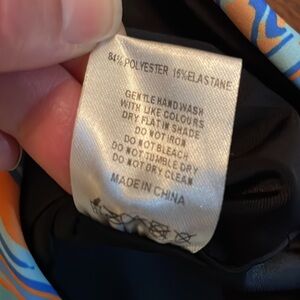 84% POLYESTER 16% ELASTANE
GENTLE HAND WASH
WITH LIKE COLOURS
DRY FLAT IN SHADE
DO NOT IRON
DO NOT BLEACH
DO NOT TUMBLE DRY
DO NOT DRY CLEAN
MADE IN CHINA